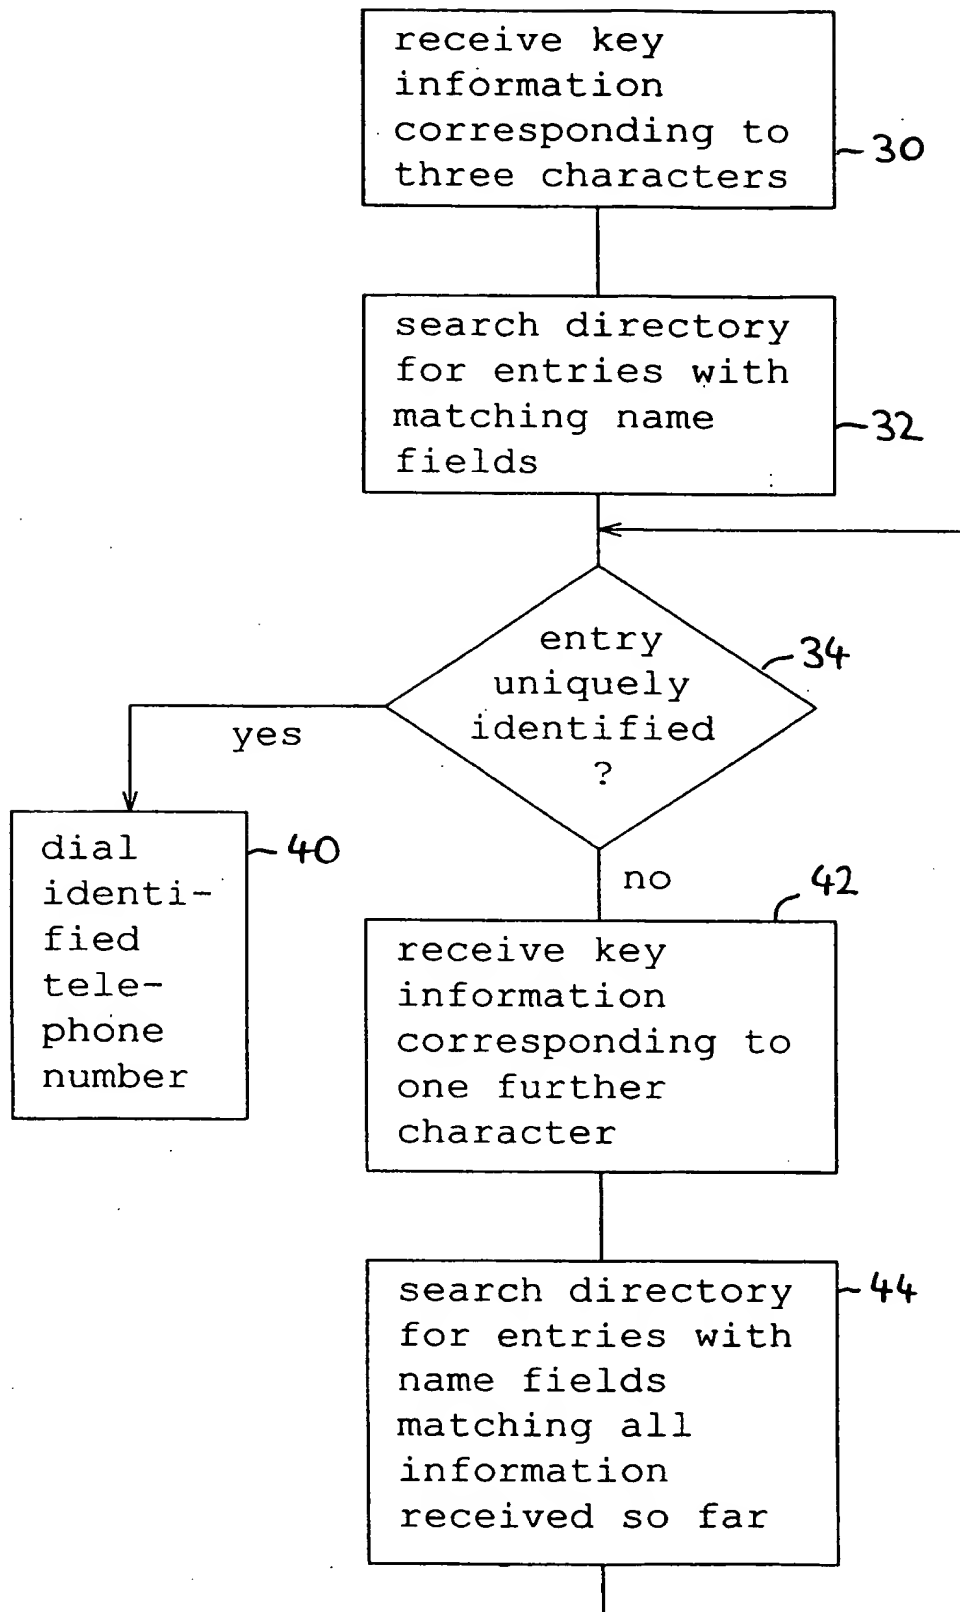 receive key
information
corresponding to
three characters
30
search directory
for entries with
matching name
fields
32
entry
uniquely
identified
?
34
yes
dial
identi-
fied
tele-
phone
number
40
no
42
receive key
information
corresponding to
one further
character
search directory
for entries with
name fields
matching all
information
received so far
44